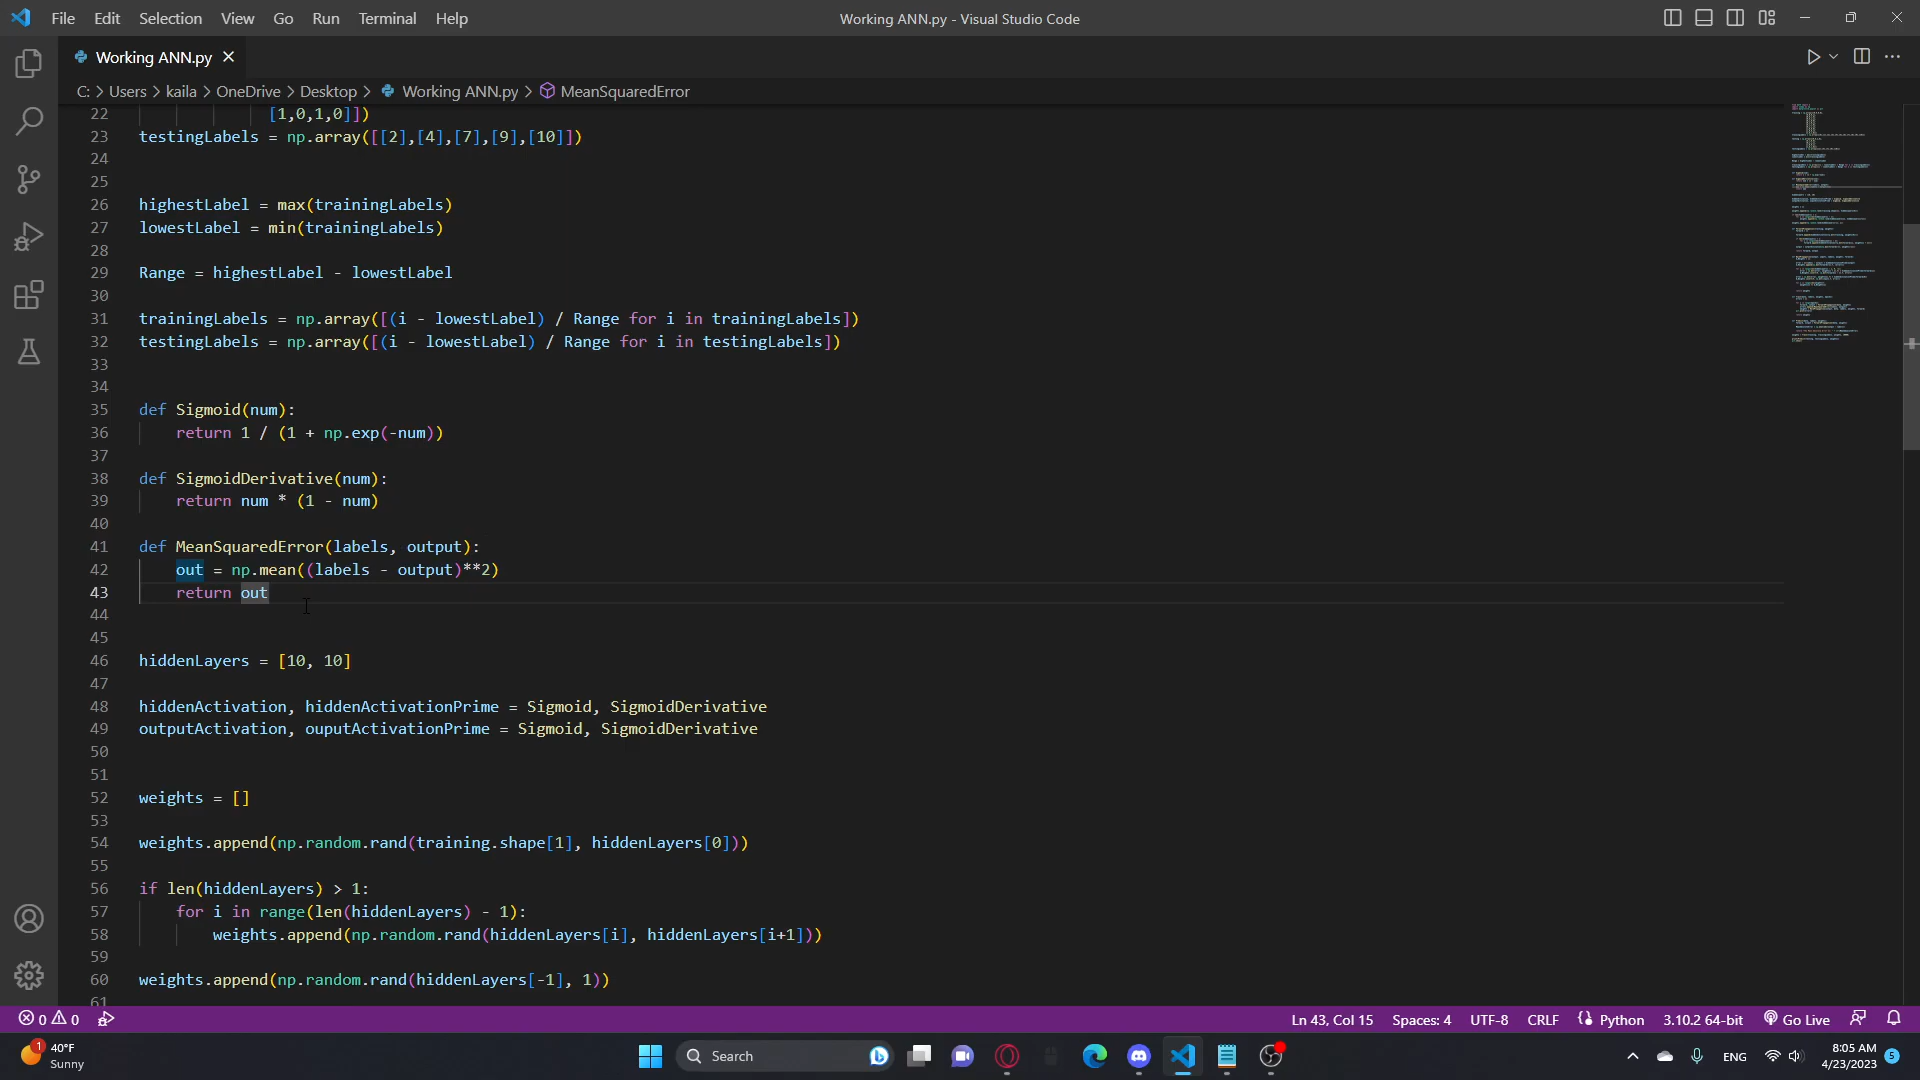 File Edit Selection View Go Run Terminal Help
Working ANN.py - Visual Studio Code
Working ANN.py
C: > Users > kaila > OneDrive > Desktop > Working ANN.py > MeanSquaredError
22 [1,0,1,0]])
23 testingLabels = np.array([[2],[4],[7],[9],[10]])
24
25
26 highestLabel = max(trainingLabels)
27 lowestLabel = min(trainingLabels)
28
29 Range = highestLabel - lowestLabel
30
31 trainingLabels = np.array([(i - lowestLabel) / Range for i in trainingLabels])
32 testingLabels = np.array([(i - lowestLabel) / Range for i in testingLabels])
33
34
35 def Sigmoid(num):
36     return 1 / (1 + np.exp(-num))
37
38 def SigmoidDerivative(num):
39     return num * (1 - num)
40
41 def MeanSquaredError(labels, output):
42     out = np.mean((labels - output)**2)
43     return out
44
45
46 hiddenLayers = [10, 10]
47
48 hiddenActivation, hiddenActivationPrime = Sigmoid, SigmoidDerivative
49 outputActivation, ouputActivationPrime = Sigmoid, SigmoidDerivative
50
51
52 weights = []
53
54 weights.append(np.random.rand(training.shape[1], hiddenLayers[0]))
55
56 if len(hiddenLayers) > 1:
57     for i in range(len(hiddenLayers) - 1):
58         weights.append(np.random.rand(hiddenLayers[i], hiddenLayers[i+1]))
59
60 weights.append(np.random.rand(hiddenLayers[-1], 1))
61
0 0
Ln 43, Col 15 Spaces: 4 UTF-8 CRLF Python 3.10.2 64-bit Go Live
1
40°F
Sunny
Search
ENG
8:05 AM
4/23/2023
5